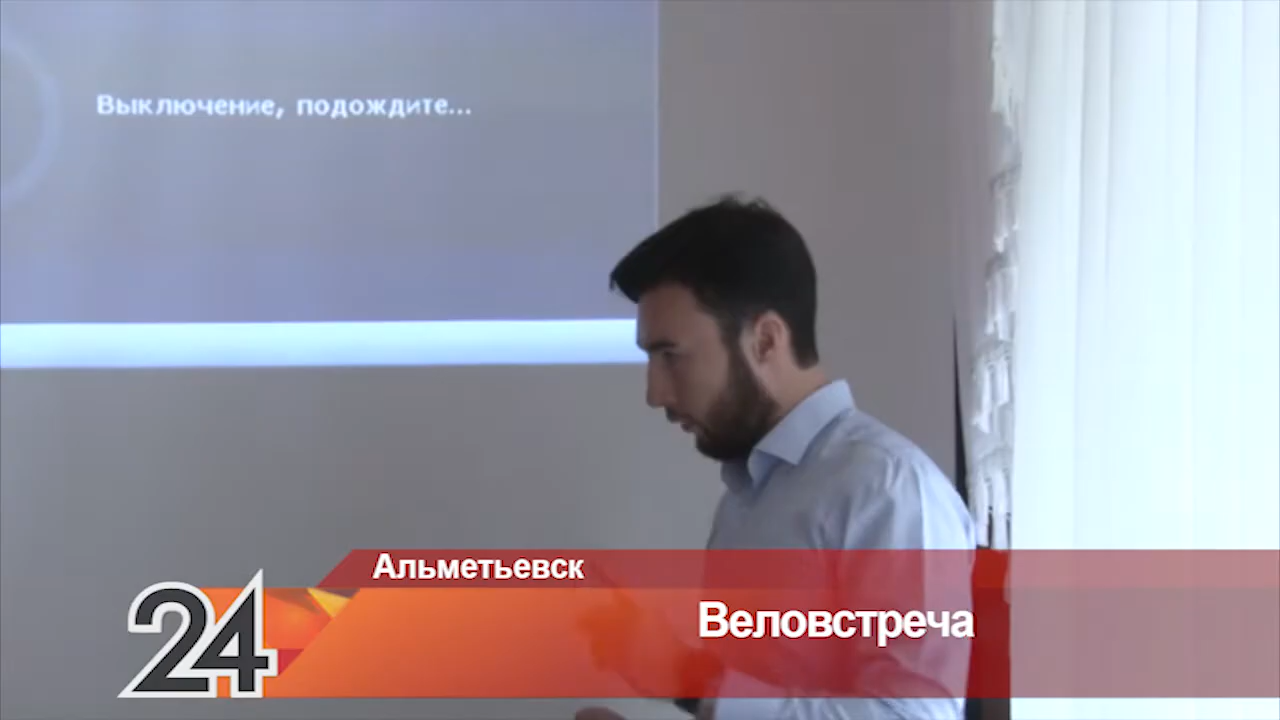 Выключение, подождите...
Альметьевск
Веловстреча
24